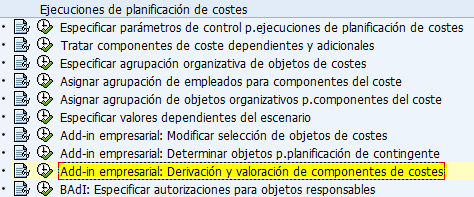 Ejecuciones de planificación de costes
Especificar parámetros de control p.ejecuciones de planificación de costes
Tratar componentes de coste dependientes y adicionales
Especificar agrupación organizativa de objetos de costes
Asignar agrupación de empleados para componentes del coste
Asignar agrupación de objetos organizativos p.componentes del coste
Especificar valores dependientes del escenario
Add-in empresarial: Modificar selección de objetos de costes
Add-in empresarial: Determinar objetos p.planificación de contingente
Add-in empresarial: Derivación y valoración de componentes de costes
BAdI: Especificar autorizaciones para objetos responsables